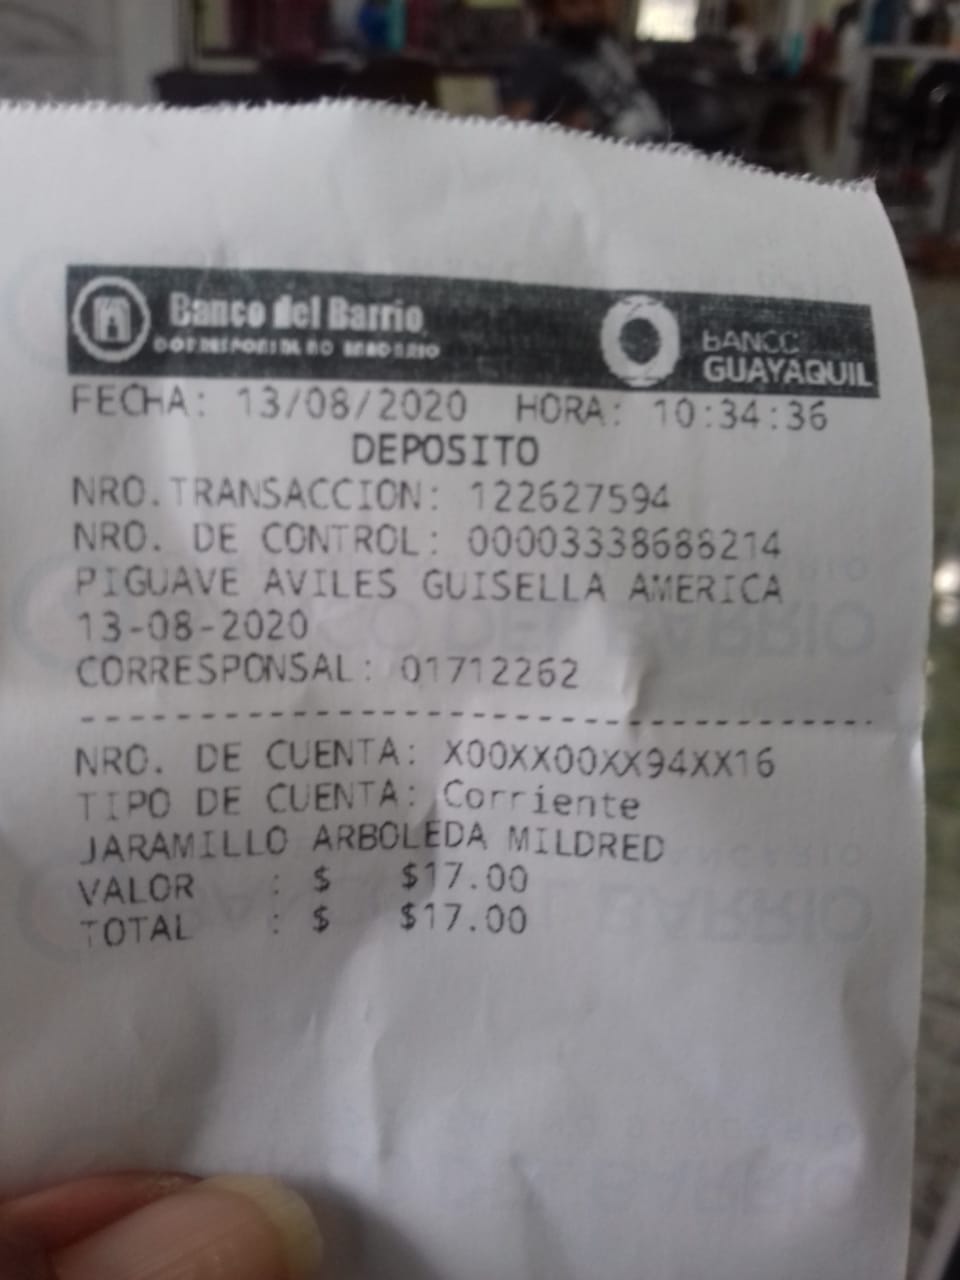 Banco del Barrio
CORRESPONSAL NO BANCARIO
BANCO
GUAYAQUIL
FECHA: 13/08/2020 HORA: 10:34:36
DEPOSITO
NRO.TRANSACCION: 122627594
NRO. DE CONTROL: 00003338688214
PIGUAVE AVILES GUISELLA AMERICA
13-08-2020
CORRESPONSAL: 01712262
NRO. DE CUENTA: X00XX00XX94XX16
TIPO DE CUENTA: Corriente
JARAMILLO ARBOLEDA MILDRED
VALOR : $ $17.00
TOTAL : $ $17.00